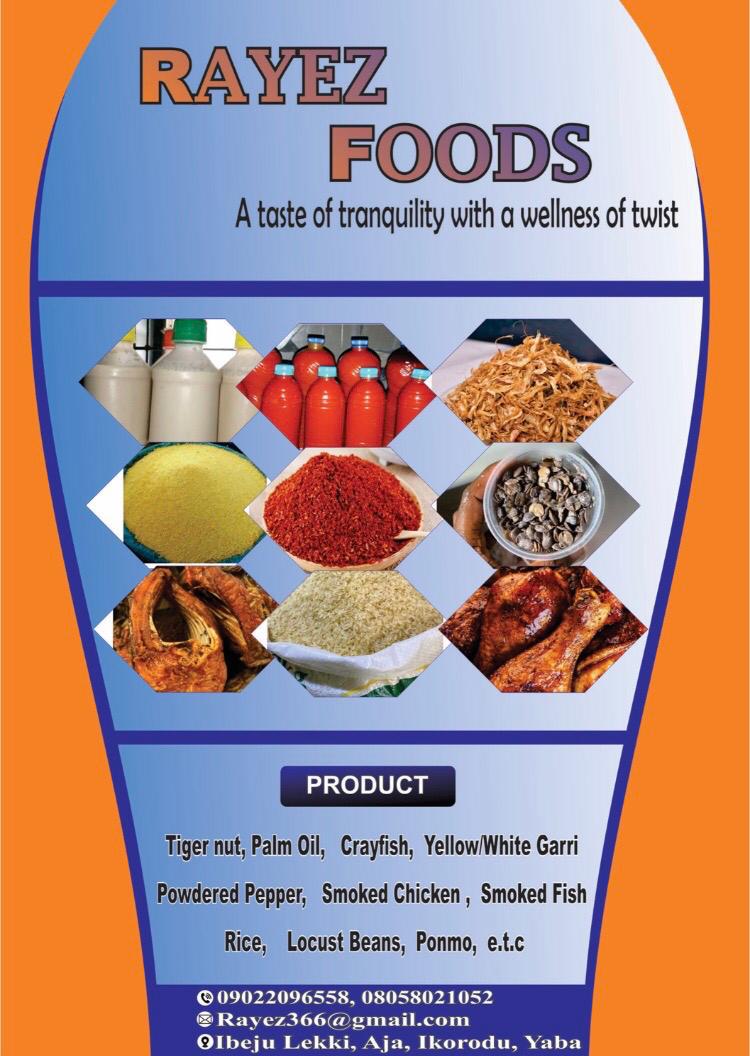 RAYEZ
FOODS
A taste of tranquility with a wellness of twist
PRODUCT
Tiger nut, Palm Oil, Crayfish, Yellow/White Garri
Powdered Pepper, Smoked Chicken , Smoked Fish
Rice, Locust Beans, Ponmo, e.t.c
09022096558, 08058021052
Rayez366@gmail.com
Ibeju Lekki, Aja, Ikorodu, Yaba